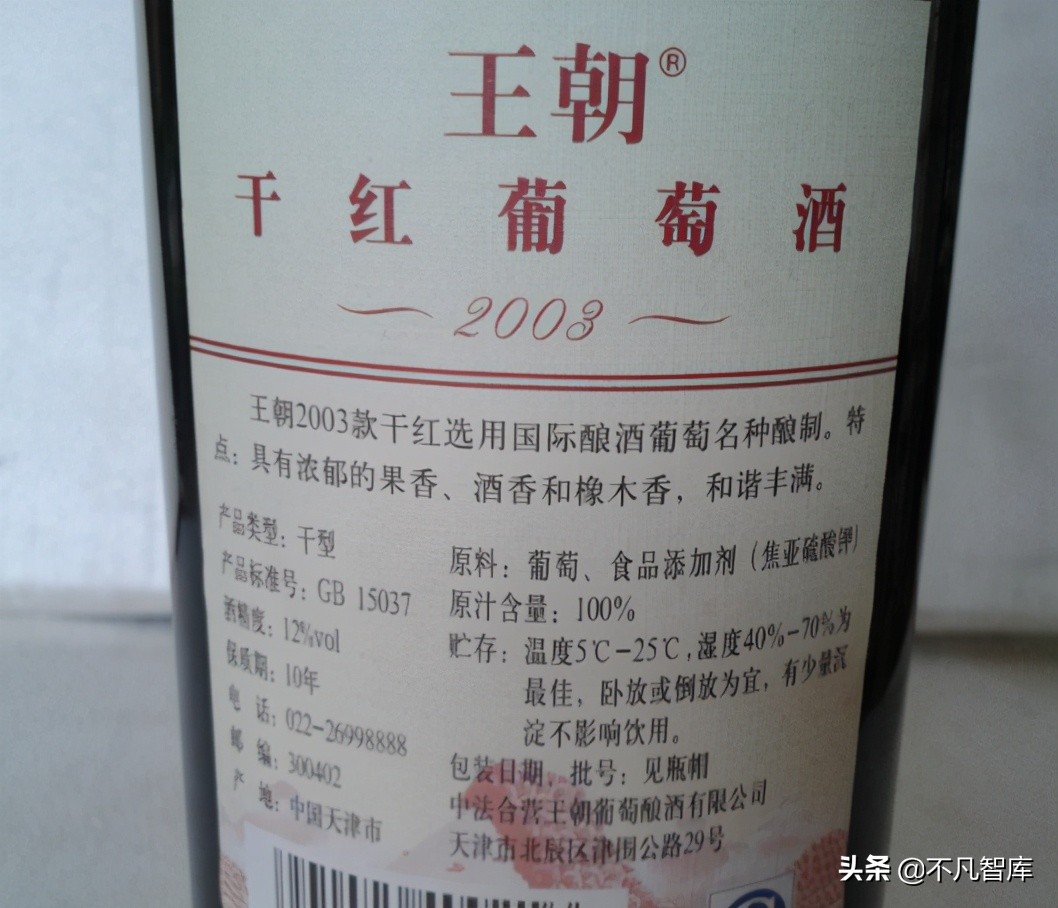 王朝®
干红葡萄酒
2003
王朝2003款干红选用国际酿酒葡萄名种酿制。特
点：具有浓郁的果香、酒香和橡木香，和谐丰满。
产品类型：干型
产品标准号：GB 15037
酒精度：12%vol
保质期：10年
电 话：022-26998888
邮 编：300402
产 地：中国天津市
原料：葡萄、食品添加剂（焦亚硫酸钾）
原汁含量：100%
贮存：温度5℃-25℃,湿度40%-70%为
最佳，卧放或倒放为宜，有少量沉
淀不影响饮用。
包装日期、批号：见瓶帽
中法合营王朝葡萄酿酒有限公司
天津市北辰区津围公路29号
头条 @不凡智库